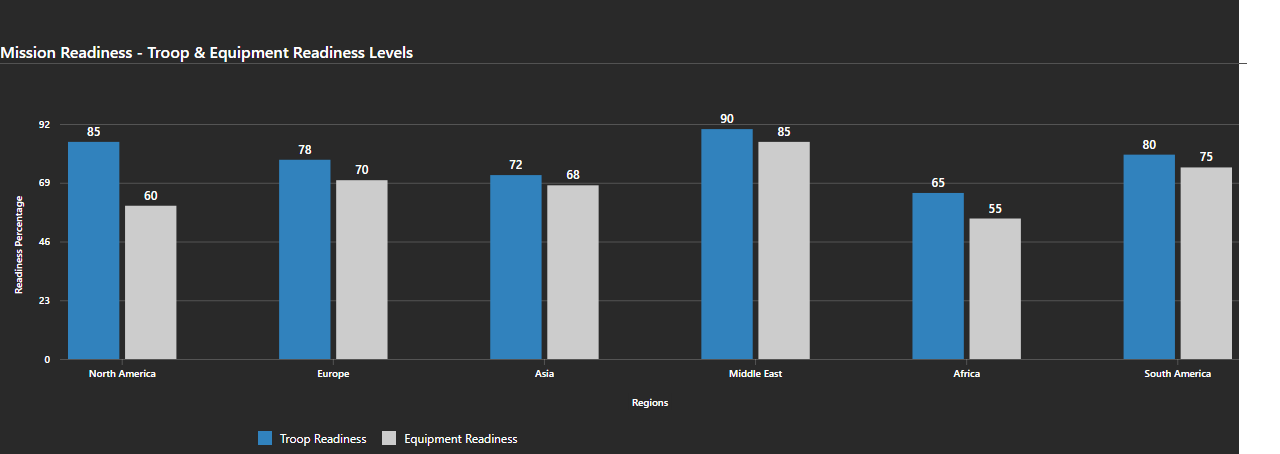 Mission Readiness - Troop & Equipment Readiness Levels
Readiness Percentage
92
69
46
23
0
85
60
78
70
72
68
90
85
65
55
80
75
North America
Europe
Asia
Middle East
Africa
South America
Regions
Troop Readiness
Equipment Readiness